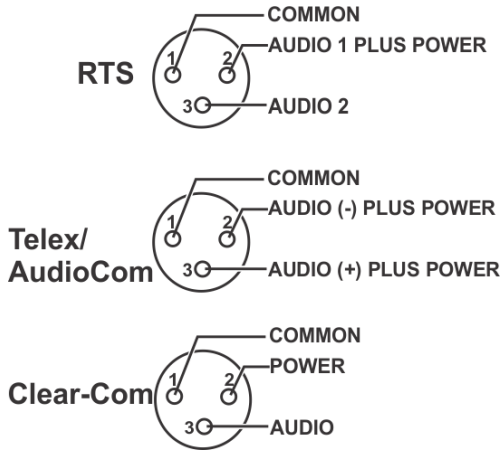 COMMON
AUDIO 1 PLUS POWER
1
2
RTS
3
AUDIO 2
COMMON
AUDIO (-) PLUS POWER
1
2
Telex/
AudioCom
3
AUDIO (+) PLUS POWER
COMMON
POWER
1
2
Clear-Com
3
AUDIO